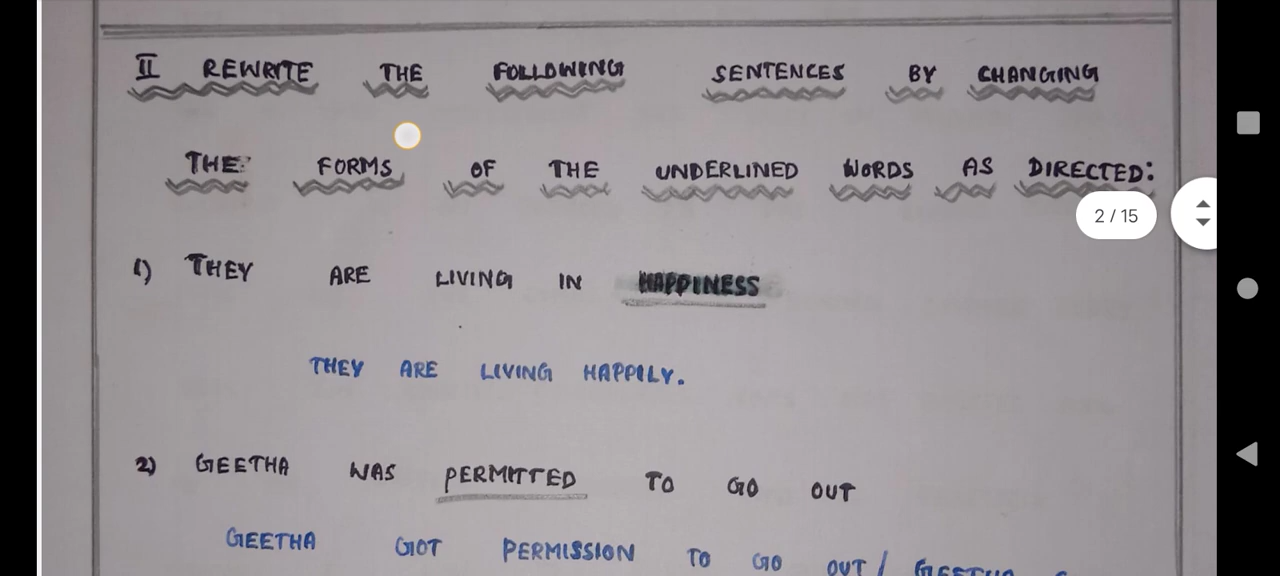 II REWRITE THE FOLLOWING SENTENCES BY CHANGING
THE FORMS OF THE UNDERLINED WORDS AS DIRECTED:
2 / 15
1) THEY ARE LIVING IN HAPPINESS
THEY ARE LIVING HAPPILY.
2) GEETHA WAS PERMITTED TO GO OUT
GEETHA GOT PERMISSION TO GO OUT / GEETHA